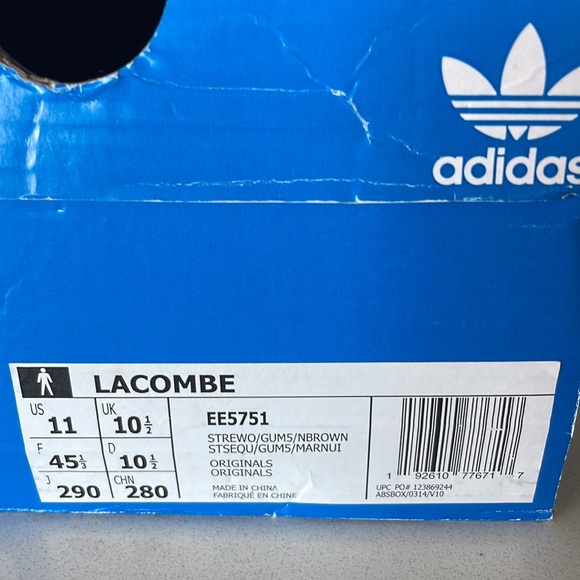 adidas
LACOMBE
US 11 UK 10 1/2
F 45 1/3 D 10 1/2
J 290 CHN 280
EE5751
STREWO/GUM5/NBROWN
STSEQU/GUM5/MARNUI
ORIGINALS
ORIGINALS
MADE IN CHINA
FABRIQUÉ EN CHINE
1 92610 77671 7
UPC PO# 123869244
ABSBOX/0314/V10